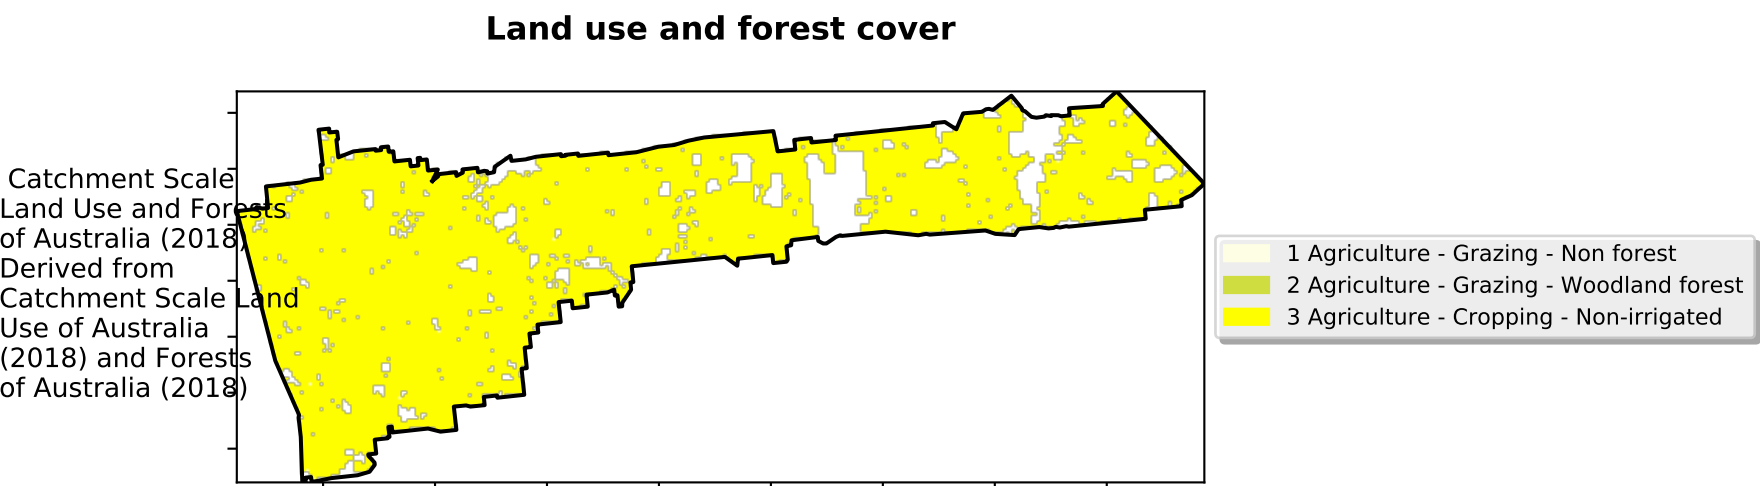 Land use and forest cover
Catchment Scale
Land Use and Forests
of Australia (2018)
Derived from
Catchment Scale Land
Use of Australia
(2018) and Forests
of Australia (2018)
1 Agriculture - Grazing - Non forest
2 Agriculture - Grazing - Woodland forest
3 Agriculture - Cropping - Non-irrigated